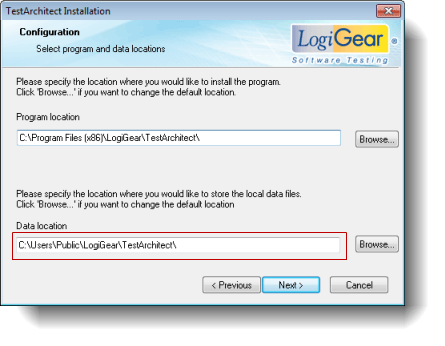 TestArchitect Installation
Configuration
Select program and data locations
LogiGear ®
Software Testing
Please specify the location where you would like to install the program.
Click 'Browse...' if you want to change the default location.
Program location
C:\Program Files (x86)\LogiGear\TestArchitect\
Browse...
Please specify the location where you would like to store the local data files.
Click 'Browse...' if you want to change the default location
Data location
C:\Users\Public\LogiGear\TestArchitect\
Browse...
< Previous
Next >
Cancel